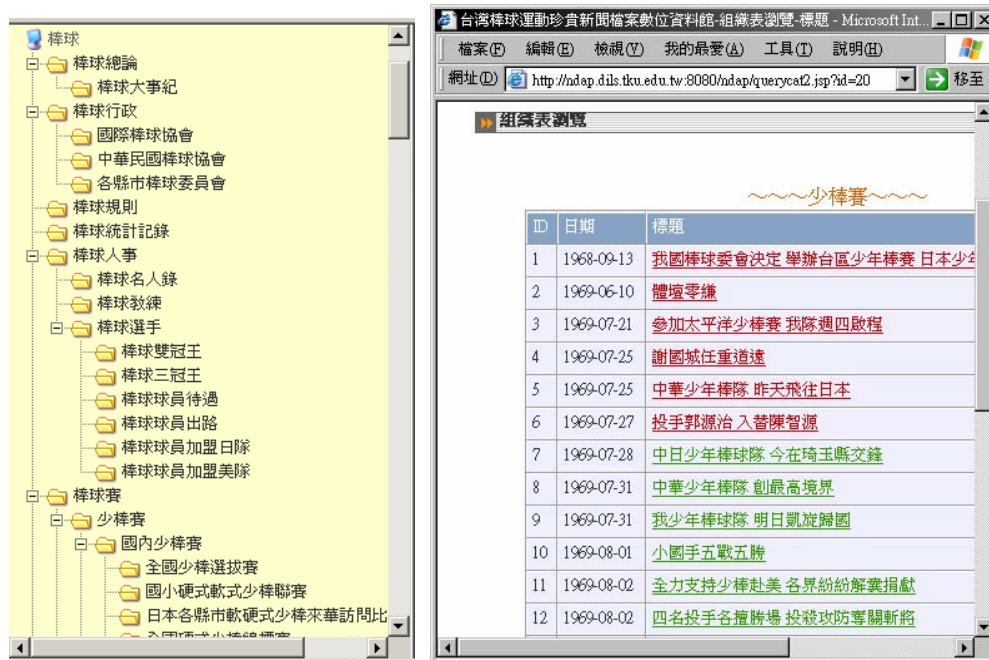 棒球
棒球總論
棒球大事紀
棒球行政
國際棒球協會
中華民國棒球協會
各縣市棒球委員會
棒球規則
棒球統計記錄
棒球人事
棒球名人錄
棒球教練
棒球選手
棒球雙冠王
棒球三冠王
棒球球員待遇
棒球球員出路
棒球球員加盟日隊
棒球球員加盟美隊
棒球賽
少棒賽
國內少棒賽
全國少棒選拔賽
國小硬式軟式少棒聯賽
日本各縣市軟硬式少棒來華訪問比
台灣棒球運動珍貴新聞檔案數位資料館-組織表瀏覽-標題 - Microsoft Int...
檔案(F) 編輯(E) 檢視(V) 我的最愛(A) 工具(T) 說明(H)
網址(D) http://ndap.dils.tku.edu.tw:8080/ndap/querycat2.jsp?id=20 移至
組織表瀏覽
~~~少棒賽~~~
ID 日期 標題
1 1968-09-13 我國棒球委會決定 舉辦台區少年棒賽 日本少年
2 1969-06-10 體壇零縑
3 1969-07-21 參加太平洋少棒賽 我隊週四啟程
4 1969-07-25 謝國城任重道遠
5 1969-07-25 中華少年棒隊 昨天飛往日本
6 1969-07-27 投手郭源治 入替陳智源
7 1969-07-28 中日少年棒球隊 今在琦玉縣交鋒
8 1969-07-31 中華少年棒隊 創最高境界
9 1969-07-31 我少年棒球隊 明日凱旋歸國
10 1969-08-01 小國手五戰五勝
11 1969-08-02 全力支持少棒赴美 各界紛紛解囊捐獻
12 1969-08-02 四名投手各擅勝場 投殺攻防奪關斬將